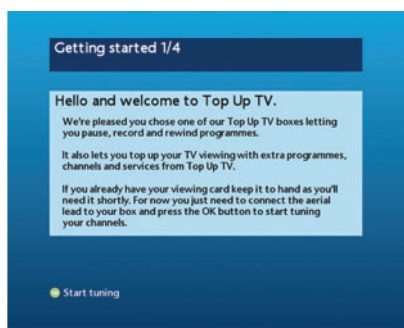 Getting started 1/4
Hello and welcome to Top Up TV.
We're pleased you chose one of our Top Up TV boxes letting
you pause, record and rewind programmes.
It also lets you top up your TV viewing with extra programmes,
channels and services from Top Up TV.
If you already have your viewing card keep it to hand as you'll
need it shortly. For now you just need to connect the aerial
lead to your box and press the OK button to start tuning
your channels.
Start tuning